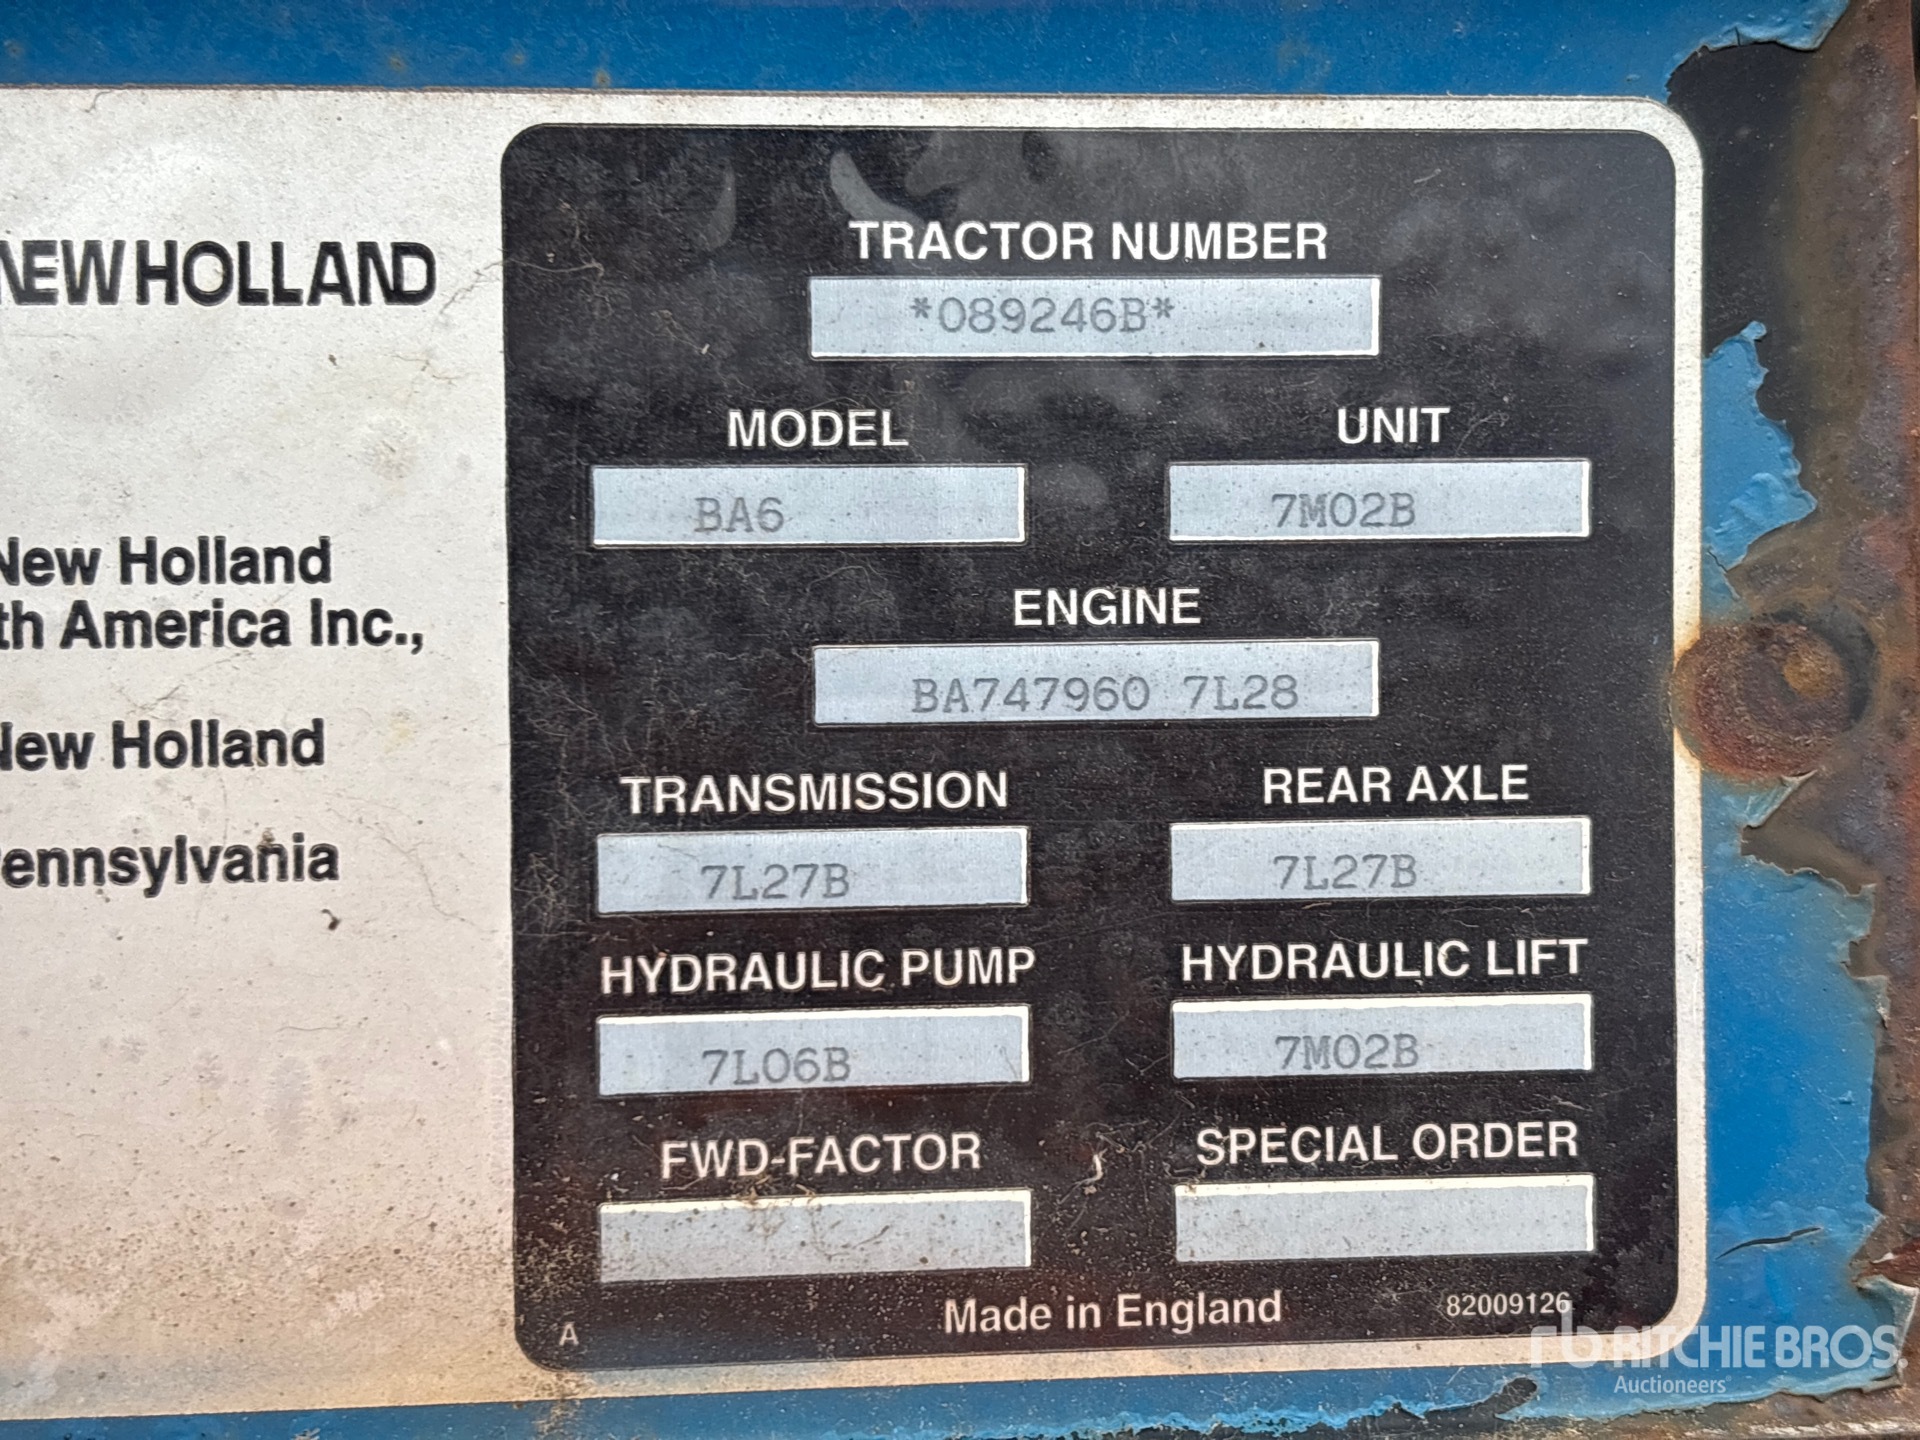 NEW HOLLAND
New Holland
th America Inc.,
New Holland
ennsylvania
TRACTOR NUMBER
*089246B*
MODEL UNIT
BA6 7M02B
ENGINE
BA747960 7L28
TRANSMISSION REAR AXLE
7L27B 7L27B
HYDRAULIC PUMP HYDRAULIC LIFT
7L06B 7M02B
FWD-FACTOR SPECIAL ORDER
A Made in England 82009126
rb RITCHIE BROS.
Auctioneers